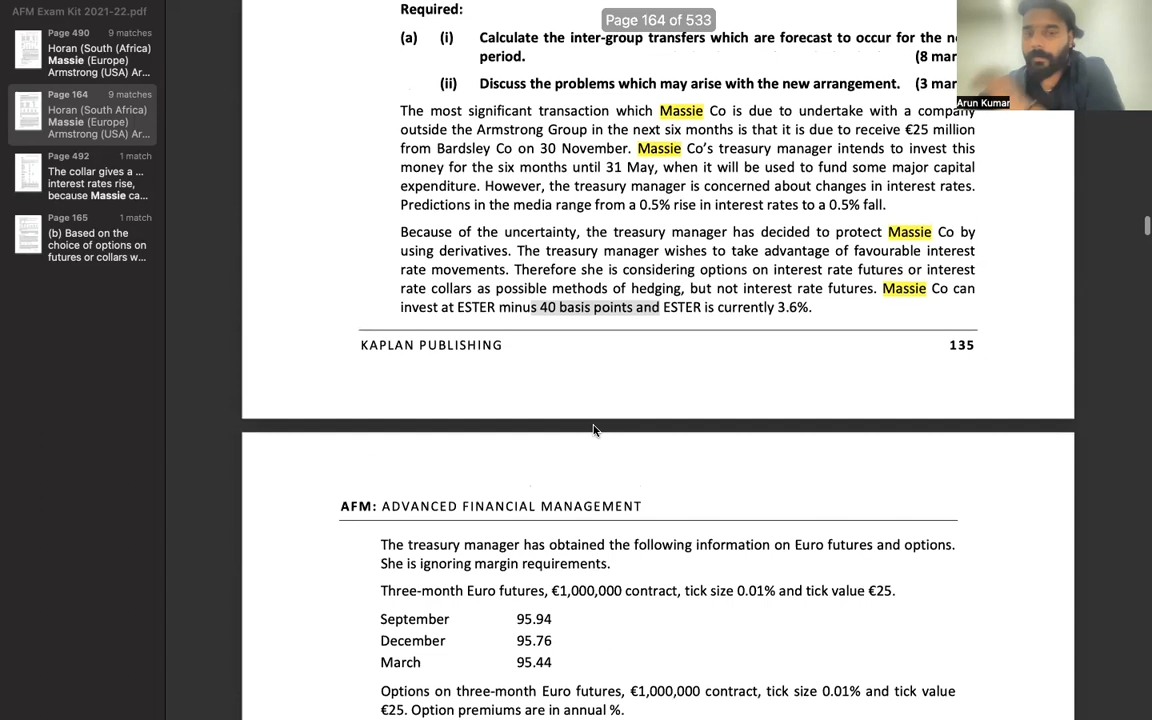 AFM Exam Kit 2021-22.pdf
Page 490 9 matches
Horan (South (Africa)
Massie (Europe)
Armstrong (USA) Ar...
Page 164 9 matches
Horan (South Africa)
Massie (Europe)
Armstrong (USA) Ar...
Page 492 1 match
The collar gives a ...
interest rates rise,
because Massie ca...
Page 165 1 match
(b) Based on the
choice of options on
futures or collars w...
Page 164 of 533
Required:
(a) (i) Calculate the inter-group transfers which are forecast to occur for the
period. (8 mar
(ii) Discuss the problems which may arise with the new arrangement. (3 mar
The most significant transaction which Massie Co is due to undertake with a company
outside the Armstrong Group in the next six months is that it is due to receive €25 million
from Bardsley Co on 30 November. Massie Co's treasury manager intends to invest this
money for the six months until 31 May, when it will be used to fund some major capital
expenditure. However, the treasury manager is concerned about changes in interest rates.
Predictions in the media range from a 0.5% rise in interest rates to a 0.5% fall.
Because of the uncertainty, the treasury manager has decided to protect Massie Co by
using derivatives. The treasury manager wishes to take advantage of favourable interest
rate movements. Therefore she is considering options on interest rate futures or interest
rate collars as possible methods of hedging, but not interest rate futures. Massie Co can
invest at ESTER minus 40 basis points and ESTER is currently 3.6%.
KAPLAN PUBLISHING 135
Arun Kumar
AFM: ADVANCED FINANCIAL MANAGEMENT
The treasury manager has obtained the following information on Euro futures and options.
She is ignoring margin requirements.
Three-month Euro futures, €1,000,000 contract, tick size 0.01% and tick value €25.
September 95.94
December 95.76
March 95.44
Options on three-month Euro futures, €1,000,000 contract, tick size 0.01% and tick value
€25. Option premiums are in annual %.